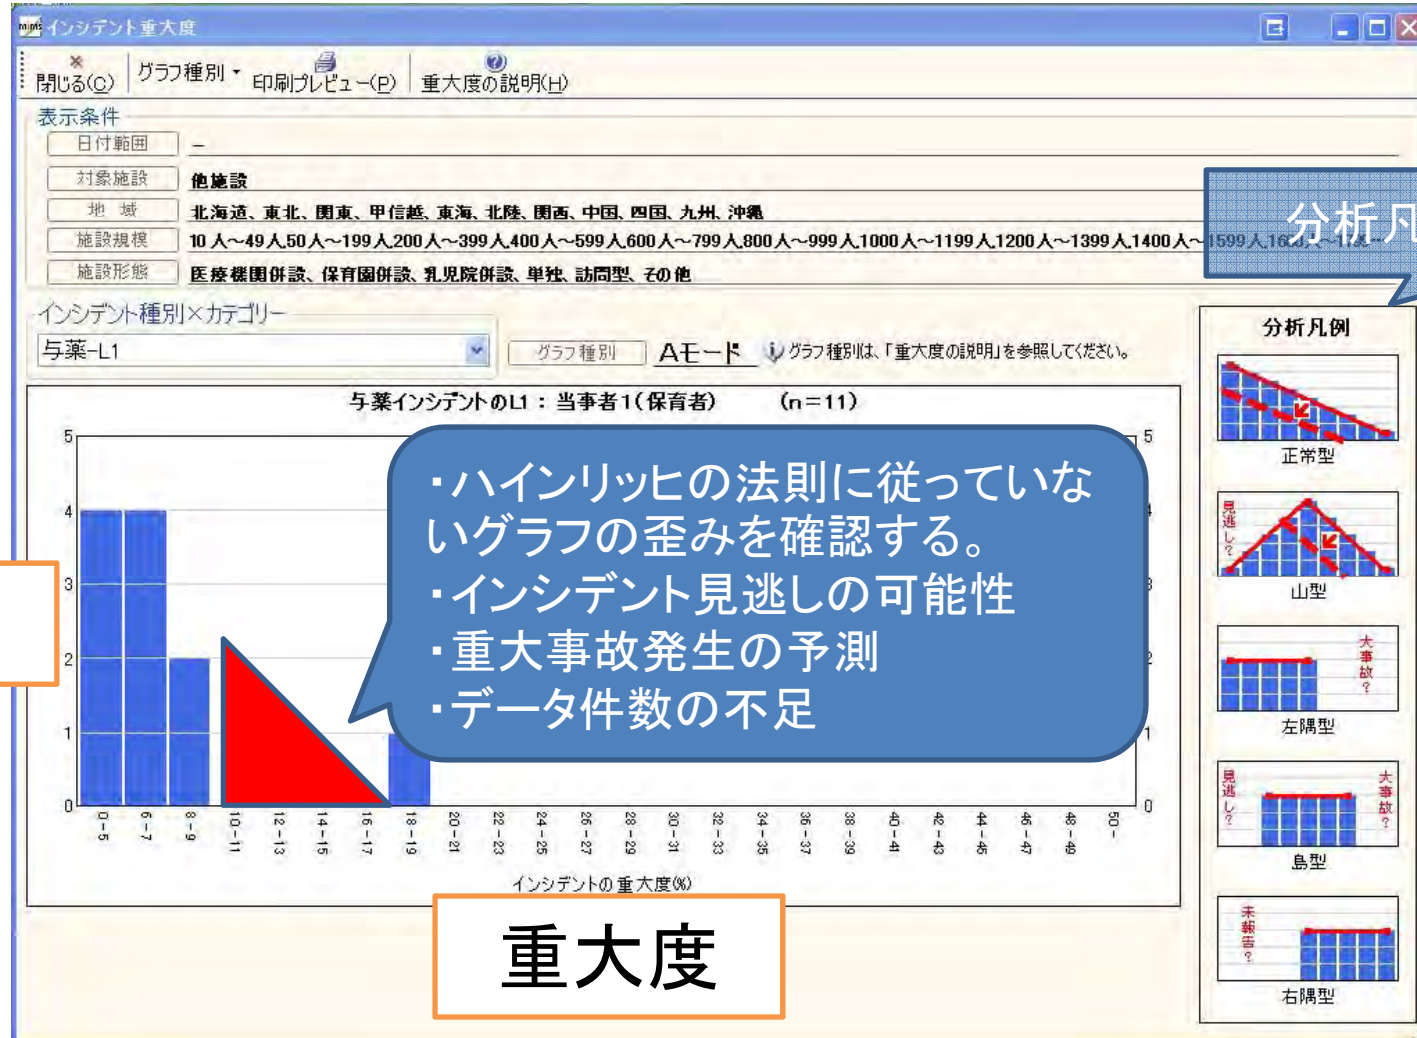 インシデント重大度
閉じる(C) グラフ種別 印刷プレビュー(P) 重大度の説明(H)
表示条件
日付範囲 －
対象施設 他施設
地 域 北海道、東北、関東、甲信越、東海、北陸、関西、中国、四国、九州、沖縄
施設規模 10人～49人,50人～199人,200人～399人,400人～599人,600人～799人,800人～999人,1000人～1199人,1200人～1399人,1400人～1599人
施設形態 医療機関併設、保育園併設、乳児院併設、単独、訪問型、その他
分析凡
インシデント種別×カテゴリー
与薬-L1
グラフ種別 Aモード グラフ種別は、「重大度の説明」を参照してください。
与薬インシデントのL1：当事者1(保育者) (n＝11)
・ハインリッヒの法則に従っていな
いグラフの歪みを確認する。
・インシデント見逃しの可能性
・重大事故発生の予測
・データ件数の不足
5 5
4
3
2
1 1
0 0
0－5 6－7 8－9 10－11 12－13 14－15 16－17 18－19 20－21 22－23 24－25 26－27 28－29 30－31 32－33 34－35 36－37 38－39 40－41 42－43 44－45 46－47 48－49 50－
インシデントの重大度(%)
重大度
分析凡例
正常型
見逃し？
山型
大事故？
左隅型
見逃し？ 大事故？
島型
未報告？
右隅型